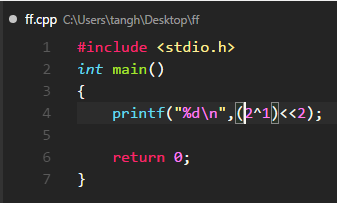 ● ff.cpp C:\Users\tangh\Desktop\ff
1 #include <stdio.h>
2 int main()
3 {
4     printf("%d\n",(2^1)<<2);
5
6     return 0;
7 }